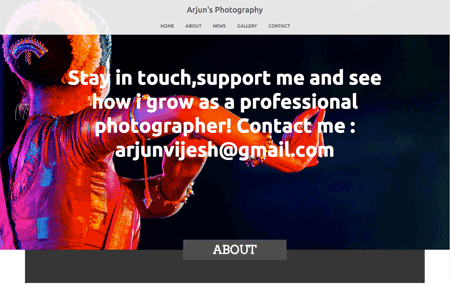 Arjun's Photography
HOME ABOUT NEWS GALLERY CONTACT
Stay in touch,support me and see
how i grow as a professional
photographer! Contact me :
arjunvijesh@gmail.com
ABOUT